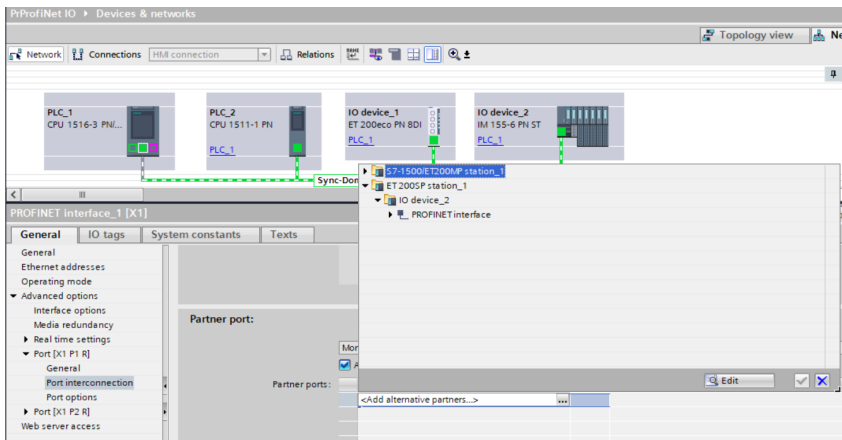 PrProfiNet IO ▸ Devices & networks
Topology view
Network Connections HMI connection Relations
PLC_1
CPU 1516-3 PN/...
PLC_2
CPU 1511-1 PN
PLC_1
IO device_1
ET 200eco PN 8DI
PLC_1
IO device_2
IM 155-6 PN ST
PLC_1
S7-1500/ET200MP station_1
ET 200SP station_1
IO device_2
PROFINET interface
PROFINET interface_1 [X1]
General IO tags System constants Texts
General
Ethernet addresses
Operating mode
Advanced options
Interface options
Media redundancy
Real time settings
Port [X1 P1 R]
General
Port interconnection
Port options
Port [X1 P2 R]
Web server access
Partner port:
Partner ports:
Edit
<Add alternative partners...>
...